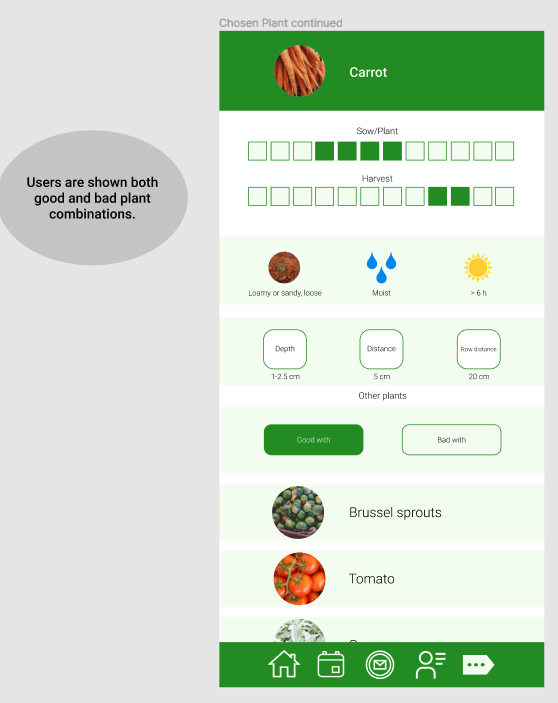 Chosen Plant continued
Carrot
Sow/Plant
Harvest
Users are shown both
good and bad plant
combinations.
Loamy or sandy, loose
Moist
> 6 h
Depth
Distance
Row distance
1-2.5 cm
5 cm
20 cm
Other plants
Good with
Bad with
Brussel sprouts
Tomato